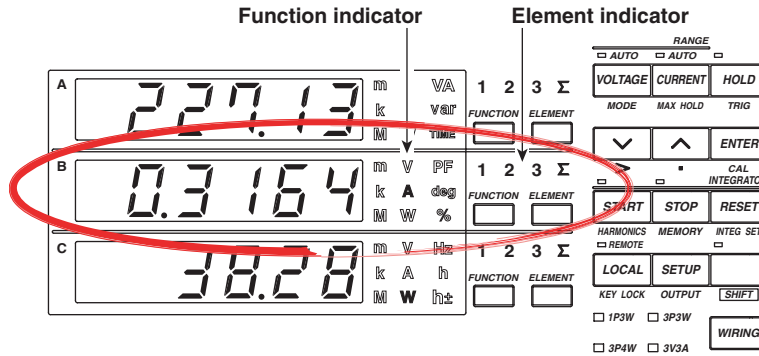 Function indicator
Element indicator
A
227.13
m VA
k var
M TIME
1 2 3 Σ
FUNCTION ELEMENT
B
0.3164
m V PF
k A deg
M W %
1 2 3 Σ
FUNCTION ELEMENT
C
38.28
m V Hz
k A h
M W h±
1 2 3 Σ
FUNCTION ELEMENT
RANGE
AUTO AUTO
VOLTAGE CURRENT HOLD
MODE MAX HOLD TRIG
ENTER
CAL
INTEGRATOR
START STOP RESET
HARMONICS MEMORY INTEG SET
REMOTE
LOCAL SETUP
KEY LOCK OUTPUT SHIFT
1P3W 3P3W
WIRING
3P4W 3V3A